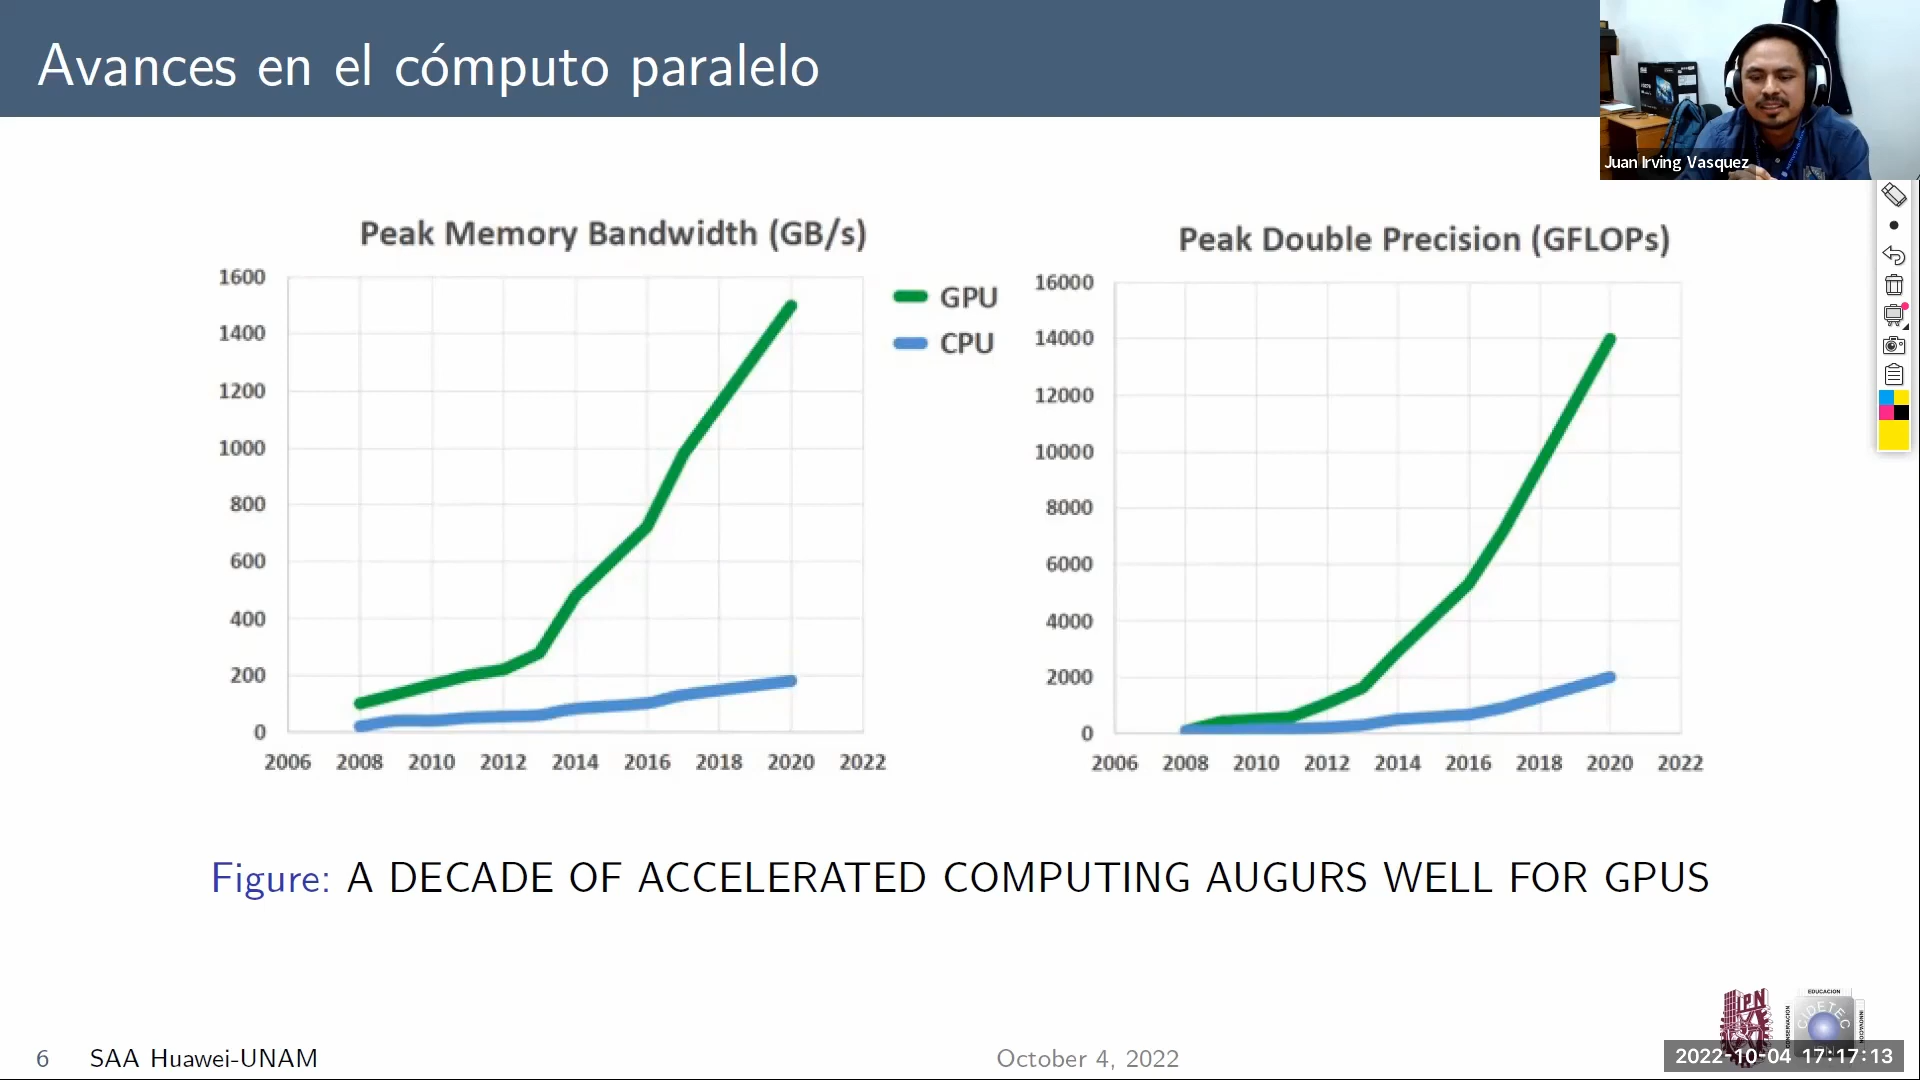 Avances en el cómputo paralelo
Juan Irving Vasquez
Peak Memory Bandwidth (GB/s)
1600
1400
1200
1000
800
600
400
200
0
2006 2008 2010 2012 2014 2016 2018 2020 2022
GPU
CPU
Peak Double Precision (GFLOPs)
16000
14000
12000
10000
8000
6000
4000
2000
0
2006 2008 2010 2012 2014 2016 2018 2020 2022
Figure: A DECADE OF ACCELERATED COMPUTING AUGURS WELL FOR GPUS
IPN
EDUCACION
CIDETEC
6 SAA Huawei-UNAM
October 4, 2022
2022-10-04 17:17:13